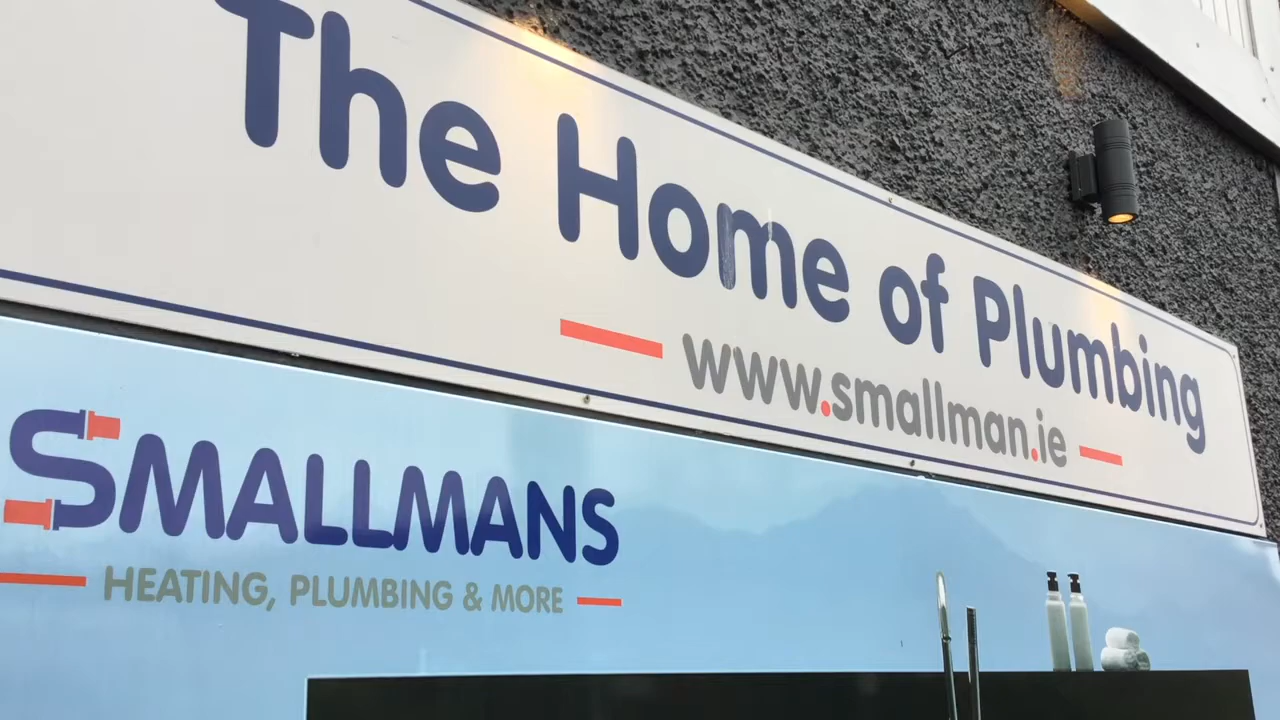 The Home of Plumbing
www.smallman.ie
SMALLMANS
HEATING, PLUMBING & MORE